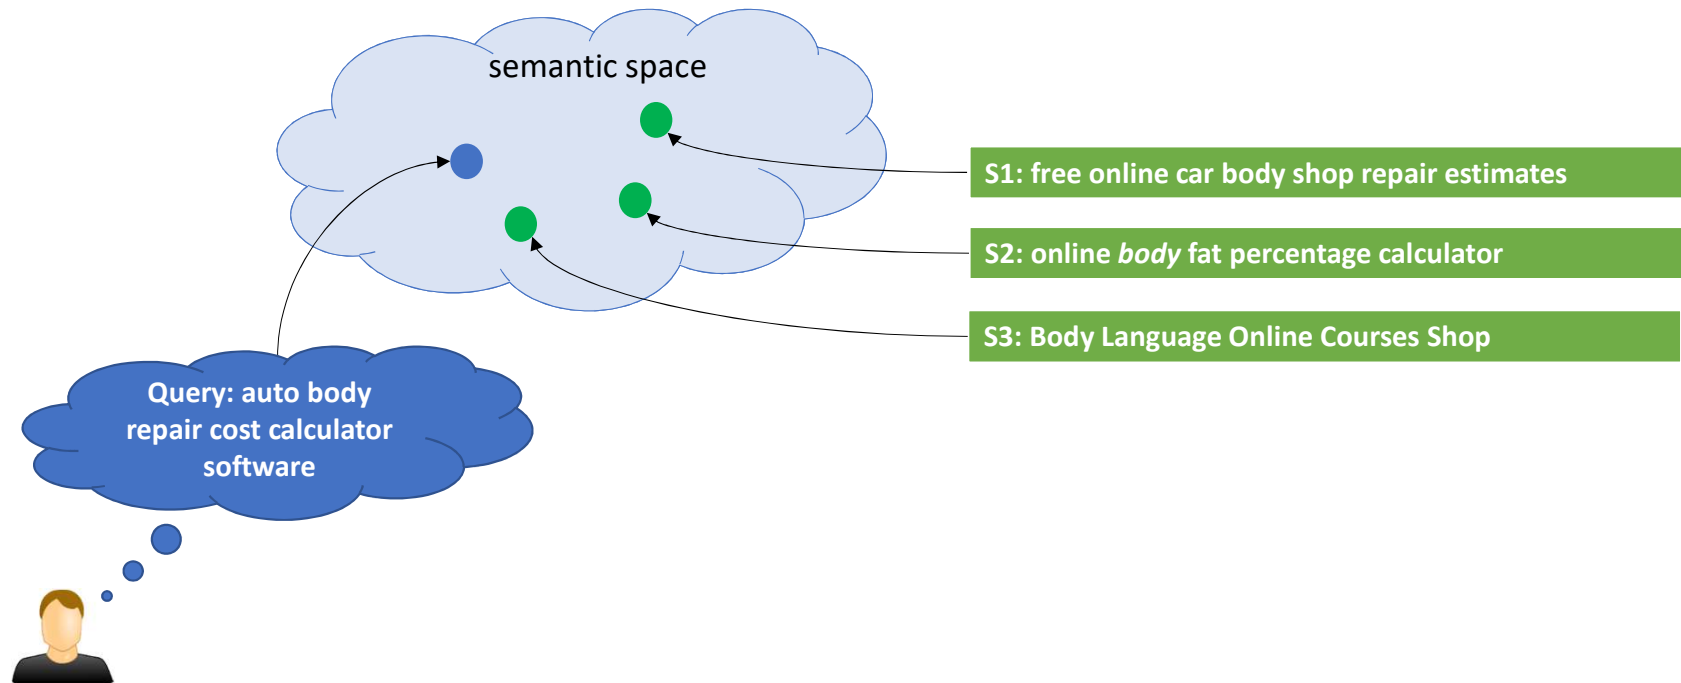 semantic space
S1: free online car body shop repair estimates
S2: online body fat percentage calculator
S3: Body Language Online Courses Shop
Query: auto body
repair cost calculator
software